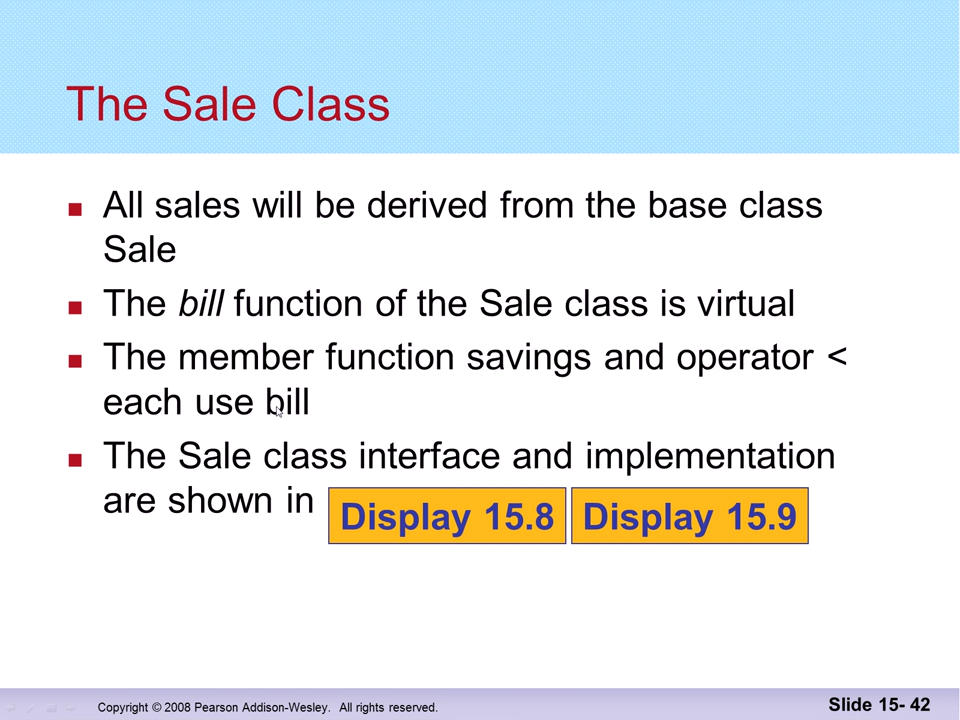 The Sale Class
All sales will be derived from the base class
Sale
The bill function of the Sale class is virtual
The member function savings and operator <
each use bill
The Sale class interface and implementation
are shown in
Display 15.8 Display 15.9
Copyright © 2008 Pearson Addison-Wesley. All rights reserved.
Slide 15- 42